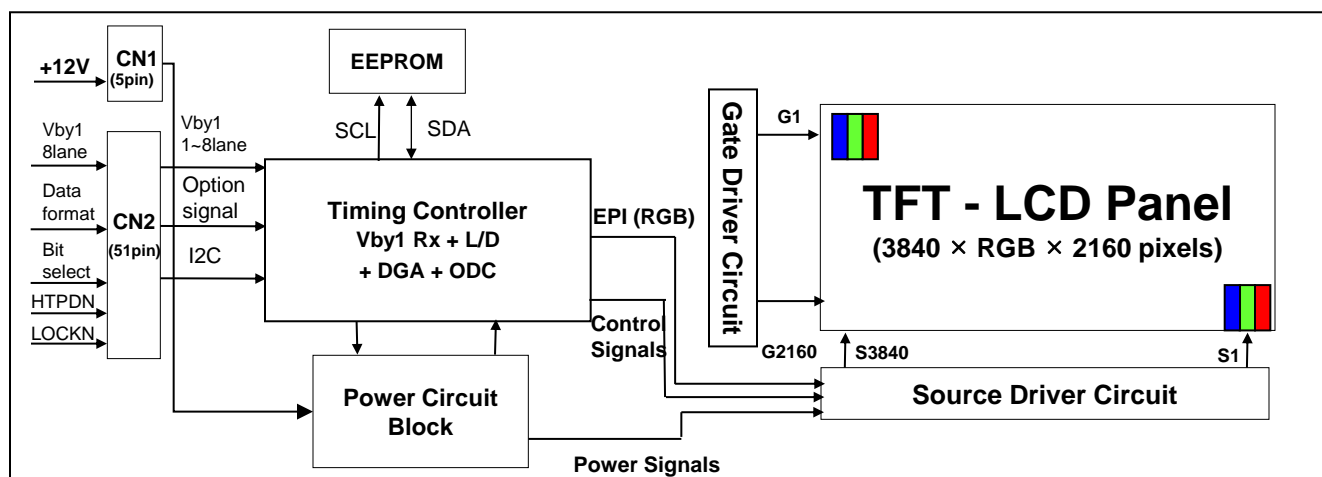 +12V
CN1
(5pin)
EEPROM
SCL
SDA
Vby1
8lane
Data
format
Bit
select
HTPDN
LOCKN
CN2
(51pin)
Vby1
1~8lane
Option
signal
I2C
Timing Controller
Vby1 Rx + L/D
+ DGA + ODC
EPI (RGB)
Control
Signals
Power Circuit
Block
Power Signals
Gate Driver Circuit
G1
G2160
TFT - LCD Panel
(3840 × RGB × 2160 pixels)
S3840
S1
Source Driver Circuit